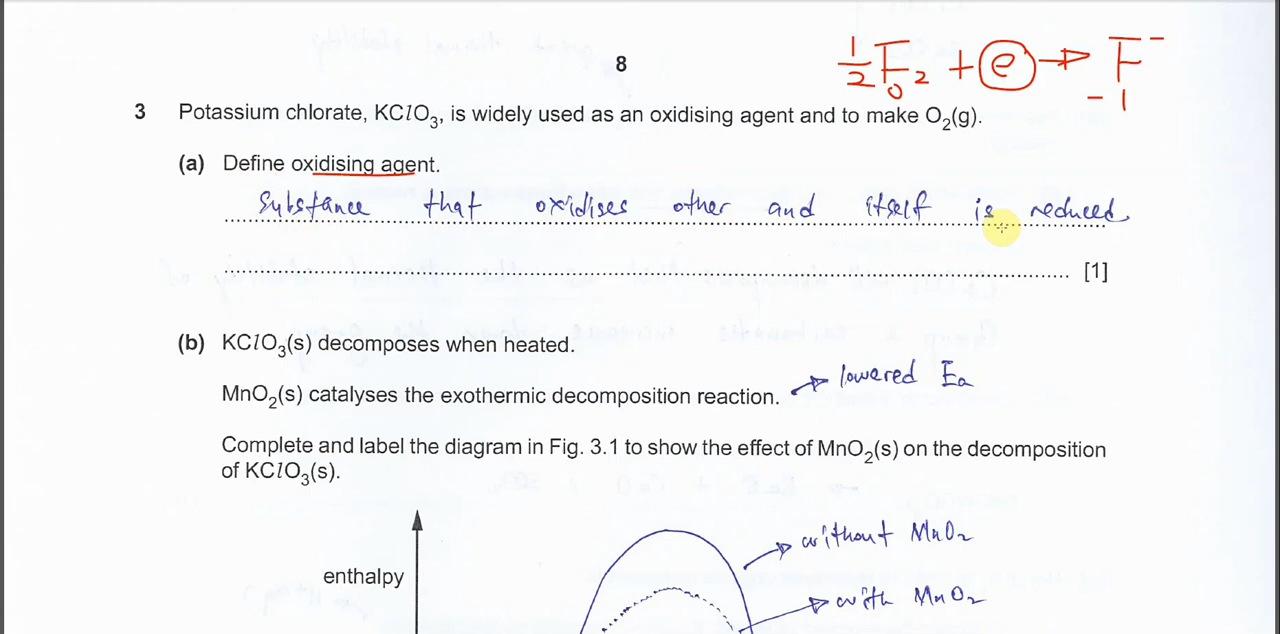 ½F₂ + e → F⁻
0 -1
8
3 Potassium chlorate, KClO₃, is widely used as an oxidising agent and to make O₂(g).
(a) Define oxidising agent.
Substance that oxidises other and itself is reduced
[1]
(b) KClO₃(s) decomposes when heated.
→ lowered Ea
MnO₂(s) catalyses the exothermic decomposition reaction.
Complete and label the diagram in Fig. 3.1 to show the effect of MnO₂(s) on the decomposition
of KClO₃(s).
→ without MnO₂
enthalpy
→ with MnO₂